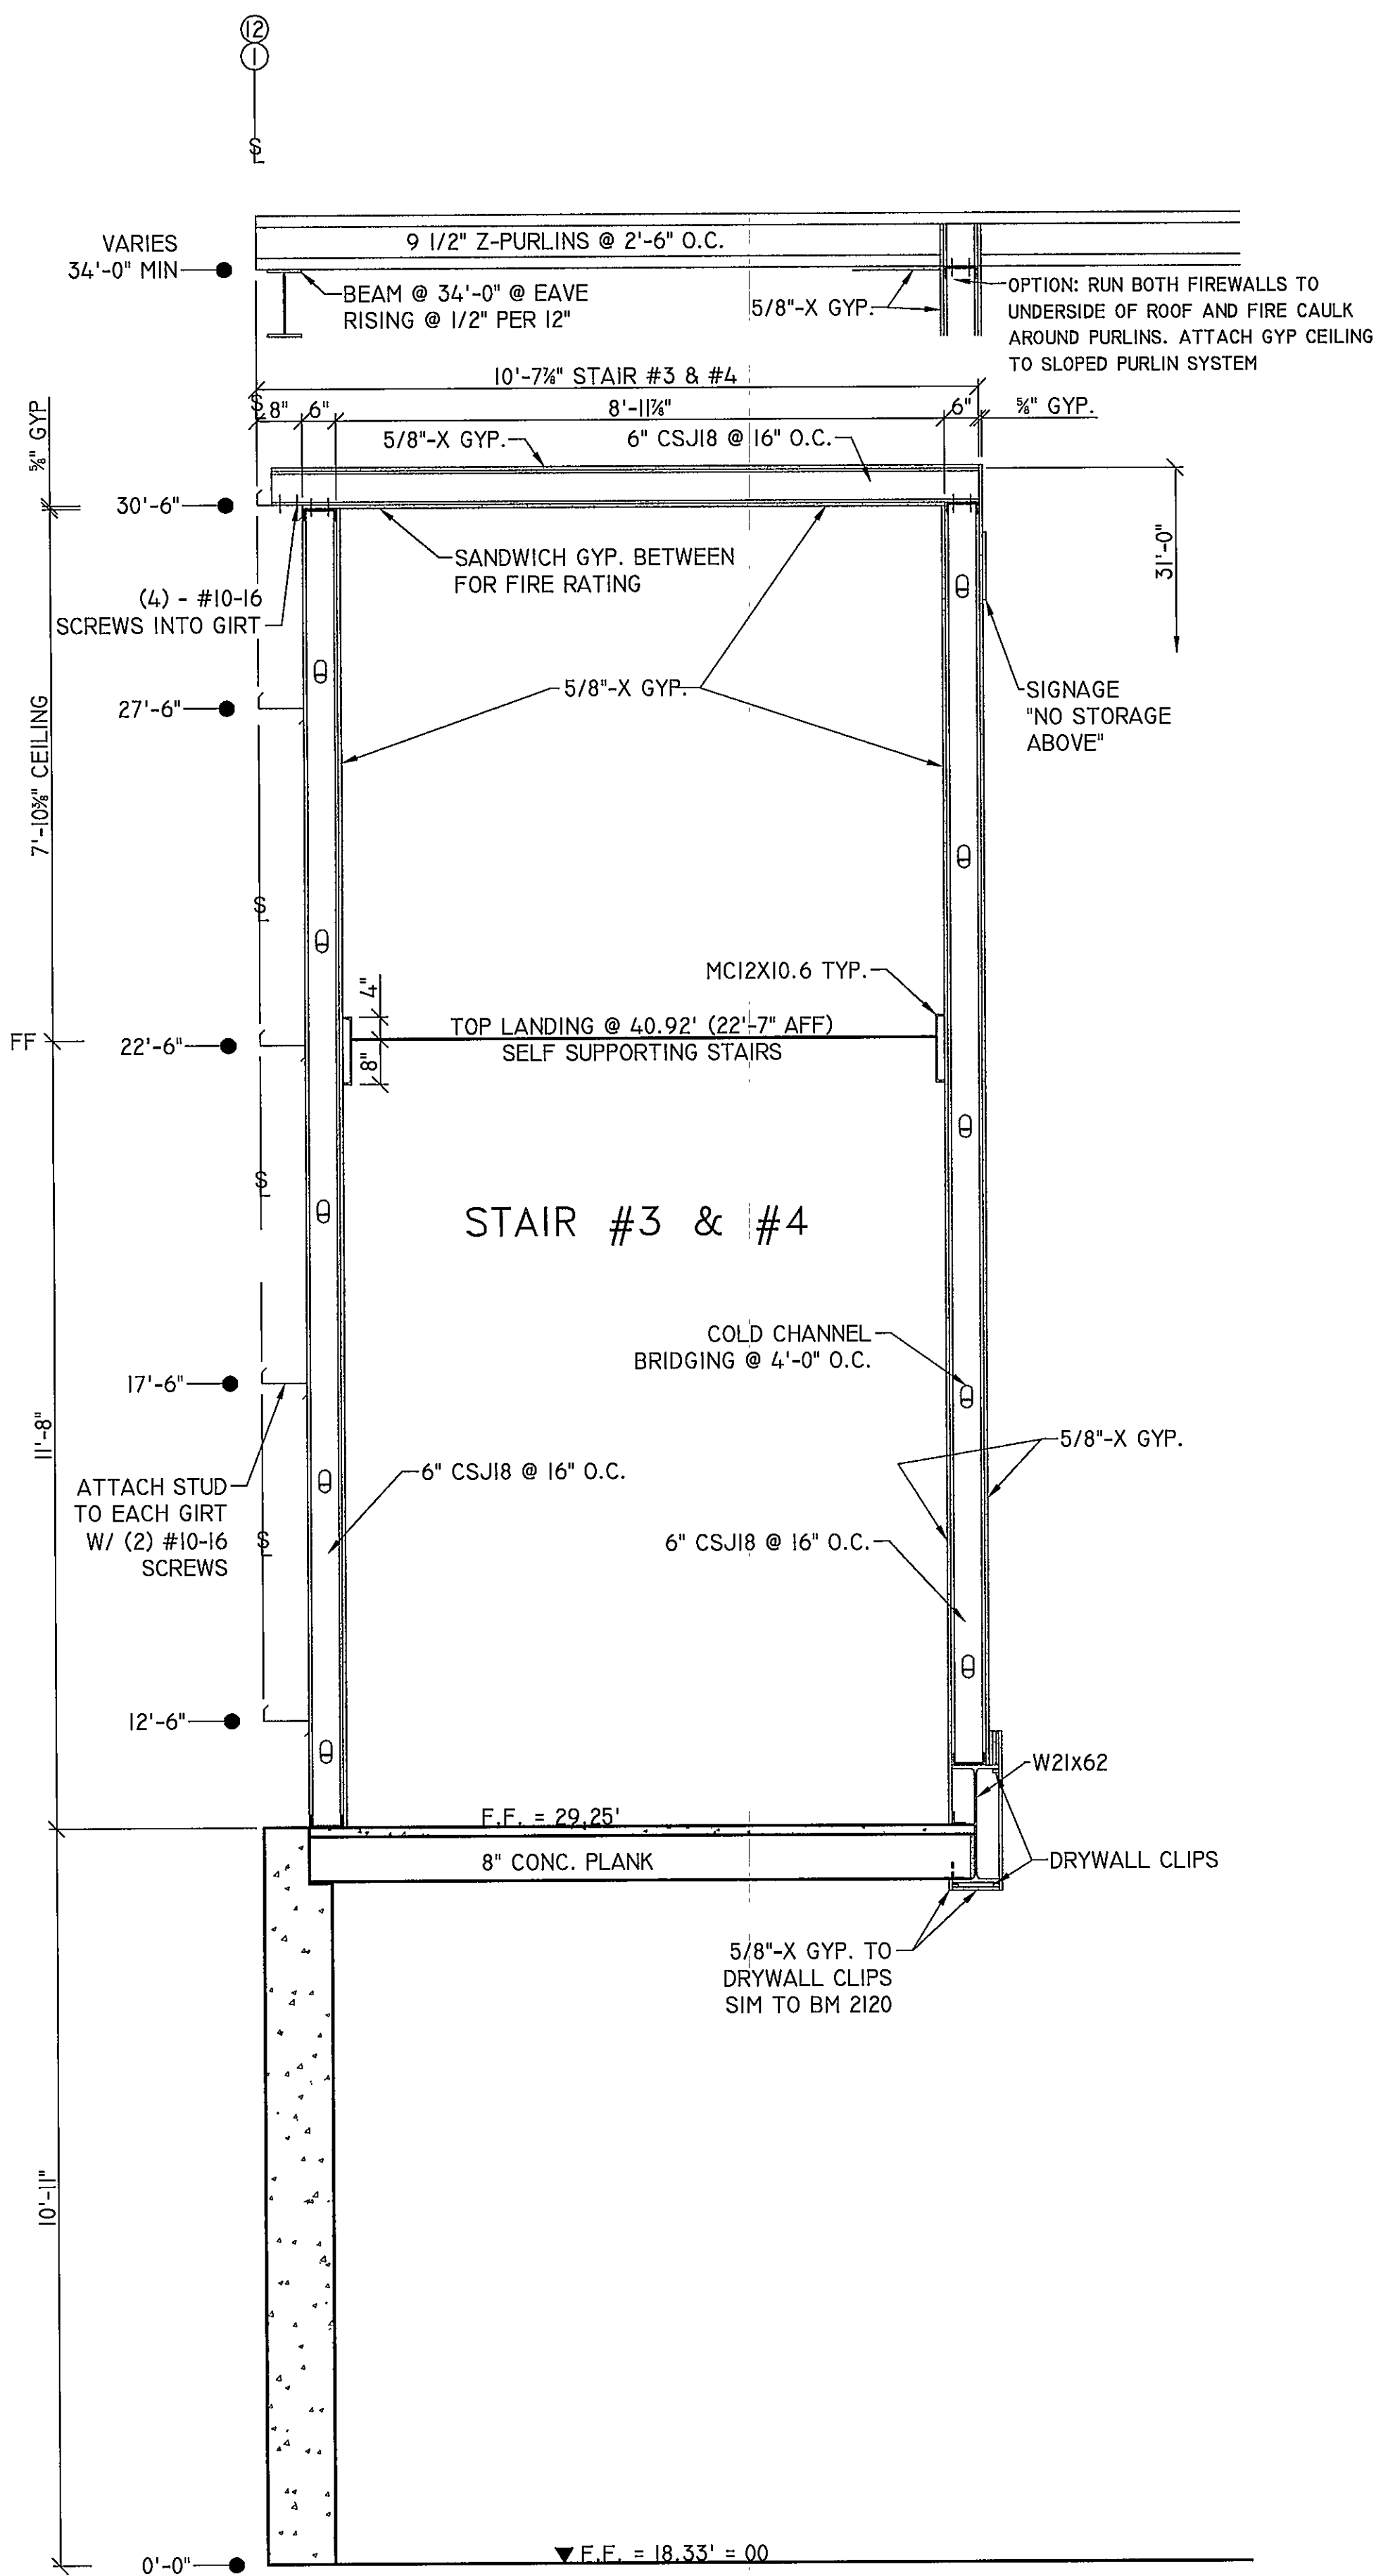 12
1
VARIES
34'-0" MIN
9 1/2" Z-PURLINS @ 2'-6" O.C.
BEAM @ 34'-0" @ EAVE
RISING @ 1/2" PER 12"
5/8"-X GYP.
OPTION: RUN BOTH FIREWALLS TO
UNDERSIDE OF ROOF AND FIRE CAULK
AROUND PURLINS. ATTACH GYP CEILING
TO SLOPED PURLIN SYSTEM
10'-7⅞" STAIR #3 & #4
8"
6"
8'-11⅞"
6"
⅝" GYP.
⅝" GYP
5/8"-X GYP.
6" CSJ18 @ 16" O.C.
30'-6"
31'-0"
SANDWICH GYP. BETWEEN
FOR FIRE RATING
(4) - #10-16
SCREWS INTO GIRT
5/8"-X GYP.
27'-6"
SIGNAGE
"NO STORAGE
ABOVE"
7'-10⅜" CEILING
MC12X10.6 TYP.
4"
TOP LANDING @ 40.92' (22'-7" AFF)
FF
22'-6"
8"
SELF SUPPORTING STAIRS
STAIR #3 & #4
COLD CHANNEL
BRIDGING @ 4'-0" O.C.
17'-6"
11'-8"
5/8"-X GYP.
ATTACH STUD
TO EACH GIRT
W/ (2) #10-16
SCREWS
6" CSJ18 @ 16" O.C.
6" CSJ18 @ 16" O.C.
12'-6"
W21x62
F.F. = 29.25'
8" CONC. PLANK
DRYWALL CLIPS
5/8"-X GYP. TO
DRYWALL CLIPS
SIM TO BM 2120
10'-11"
0'-0"
F.F. = 18.33' = 00